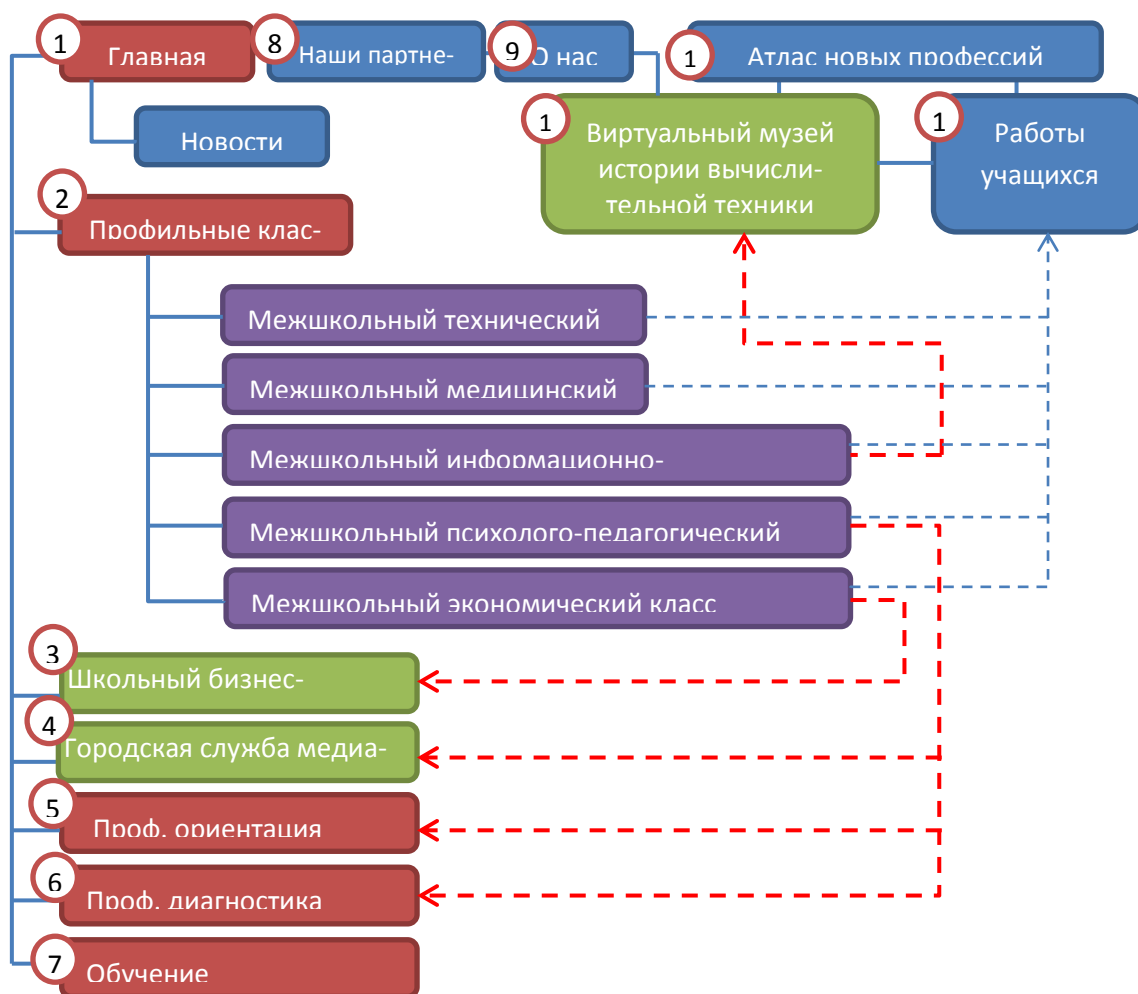 1
Главная
8
Наши партне-
9
О нас
1
Атлас новых профессий
Новости
1
Виртуальный музей
истории вычисли-
тельной техники
1
Работы
учащихся
2
Профильные клас-
Межшкольный технический
Межшкольный медицинский
Межшкольный информационно-
Межшкольный психолого-педагогический
Межшкольный экономический класс
3
Школьный бизнес-
4
Городская служба медиа-
5
Проф. ориентация
6
Проф. диагностика
7
Обучение